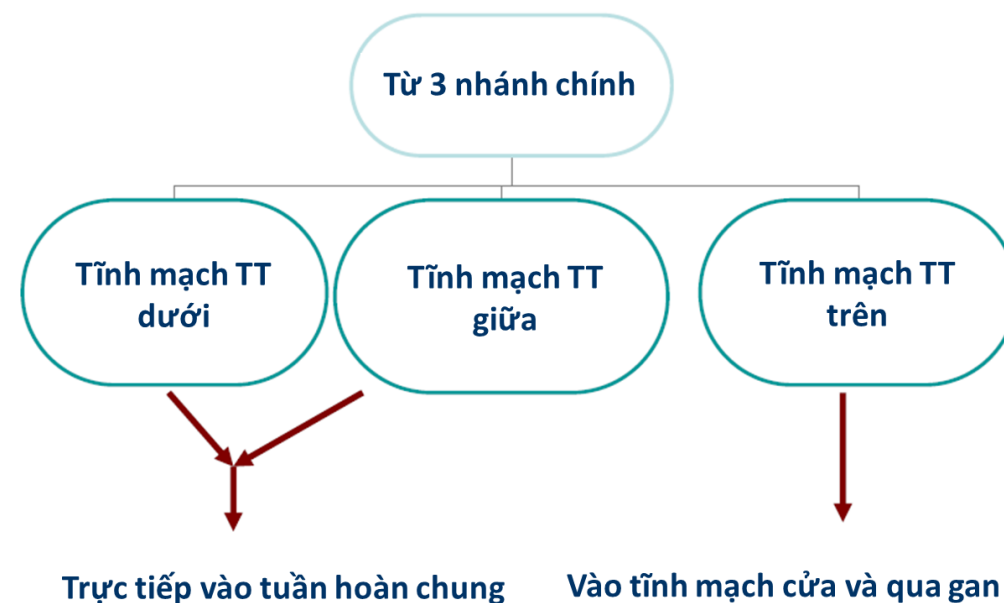 Từ 3 nhánh chính
Tĩnh mạch TT
dưới
Tĩnh mạch TT
giữa
Tĩnh mạch TT
trên
Trực tiếp vào tuần hoàn chung
Vào tĩnh mạch cửa và qua gan